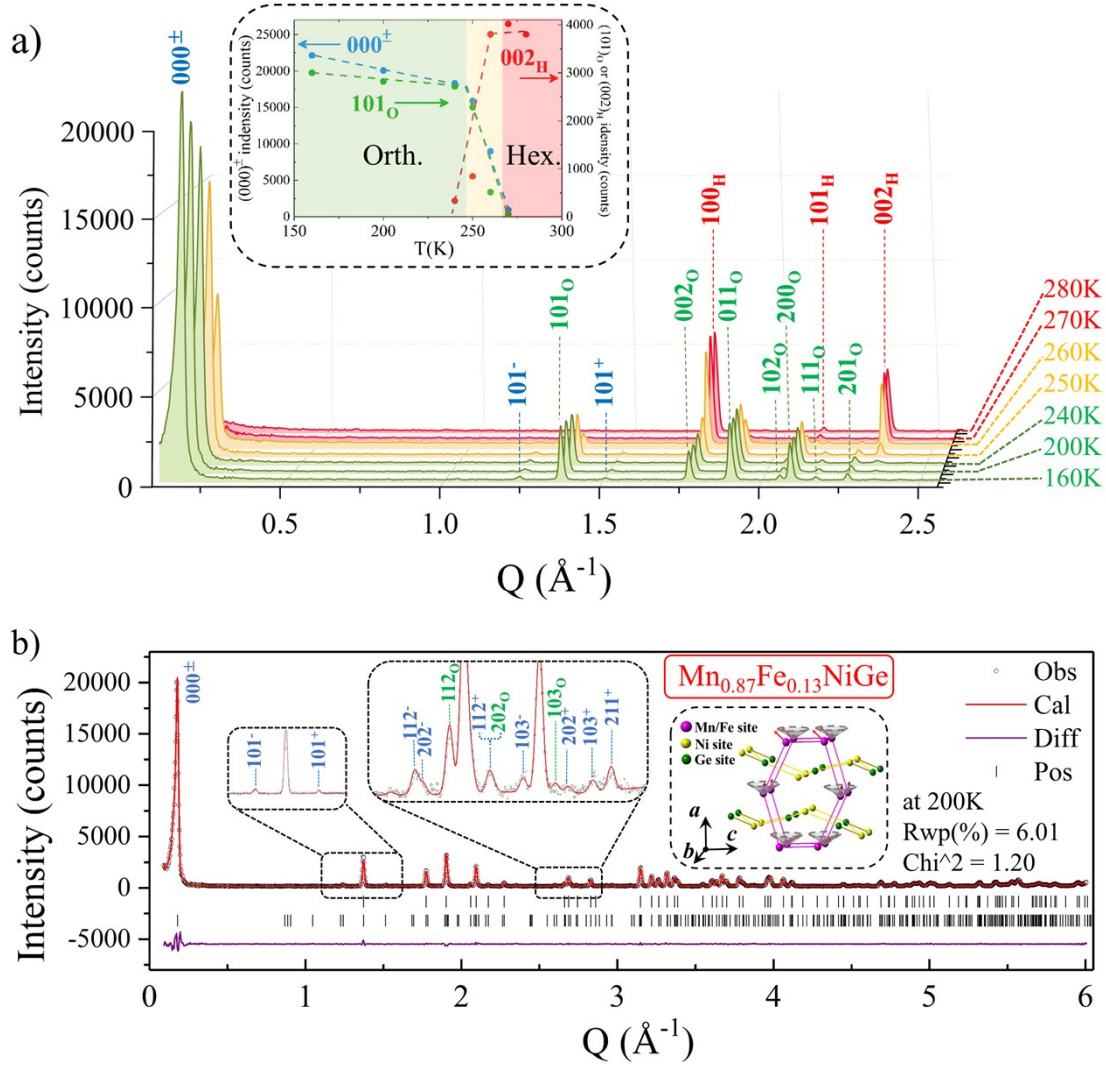 a)
000±
101O
002H
Orth.
Hex.
(000)± indensity (counts)
25000
20000
15000
10000
5000
0
150
200
250
300
T(K)
4000
3000
2000
1000
0
(101)O or (002)H idensity (counts)
000∓
Intensity (counts)
20000
15000
10000
5000
0
101-
101O
101+
002O
100H
011O
102O
200O
111O
101H
201O
002H
280K
270K
260K
250K
240K
200K
160K
0.5
1.0
1.5
2.0
2.5
Q (Å-1)
b)
Intensity (counts)
20000
15000
10000
5000
0
-5000
000±
101-
101+
112-
202-
112O
112+
202O
103-
103O
202+
103+
211+
Mn0.87Fe0.13NiGe
Mn/Fe site
Ni site
Ge site
a
b
c
Obs
Cal
Diff
Pos
at 200K
Rwp(%) = 6.01
Chi^2 = 1.20
0
1
2
3
4
5
6
Q (Å-1)